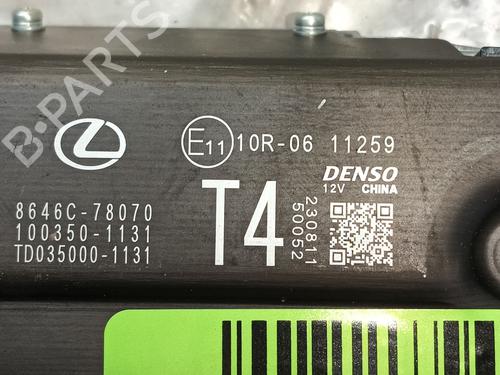 B-PARTS
E11 10R-06 11259
DENSO
12V CHINA
8646C-78070
100350-1131
TD035000-1131
T4
230811
50052